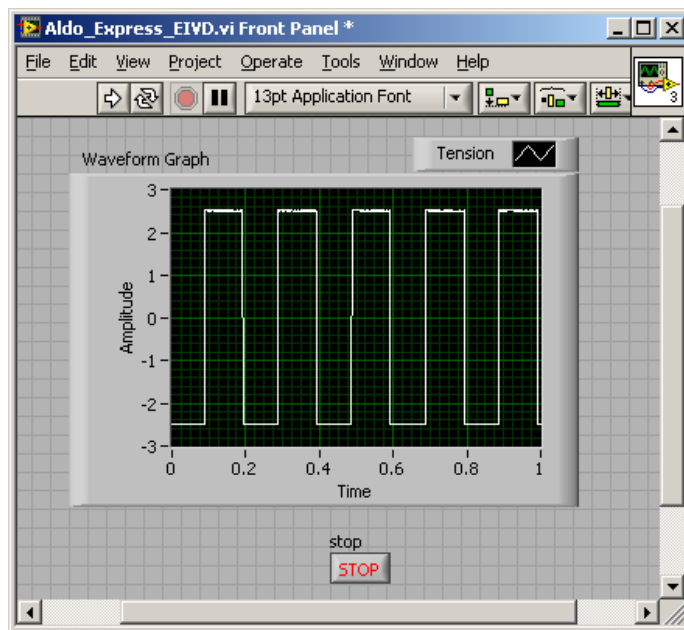 Aldo_Express_EIVD.vi Front Panel *
File Edit View Project Operate Tools Window Help
13pt Application Font
3
Waveform Graph
Tension
3
2
1
0
-1
-2
-3
Amplitude
0 0.2 0.4 0.6 0.8 1
Time
stop
STOP